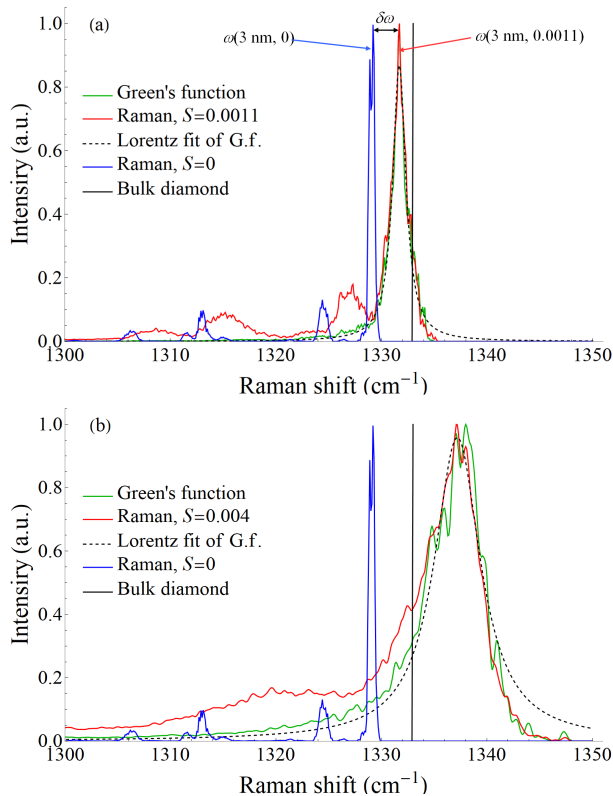 (a)
δω
ω(3 nm, 0)
ω(3 nm, 0.0011)
Green's function
Raman, S=0.0011
Lorentz fit of G.f.
Raman, S=0
Bulk diamond
Intensiry (a.u.)
1.0
0.8
0.6
0.4
0.2
0.0
1300 1310 1320 1330 1340 1350
Raman shift (cm⁻¹)
(b)
Green's function
Raman, S=0.004
Lorentz fit of G.f.
Raman, S=0
Bulk diamond
Intensiry (a.u.)
1.0
0.8
0.6
0.4
0.2
0.0
1300 1310 1320 1330 1340 1350
Raman shift (cm⁻¹)